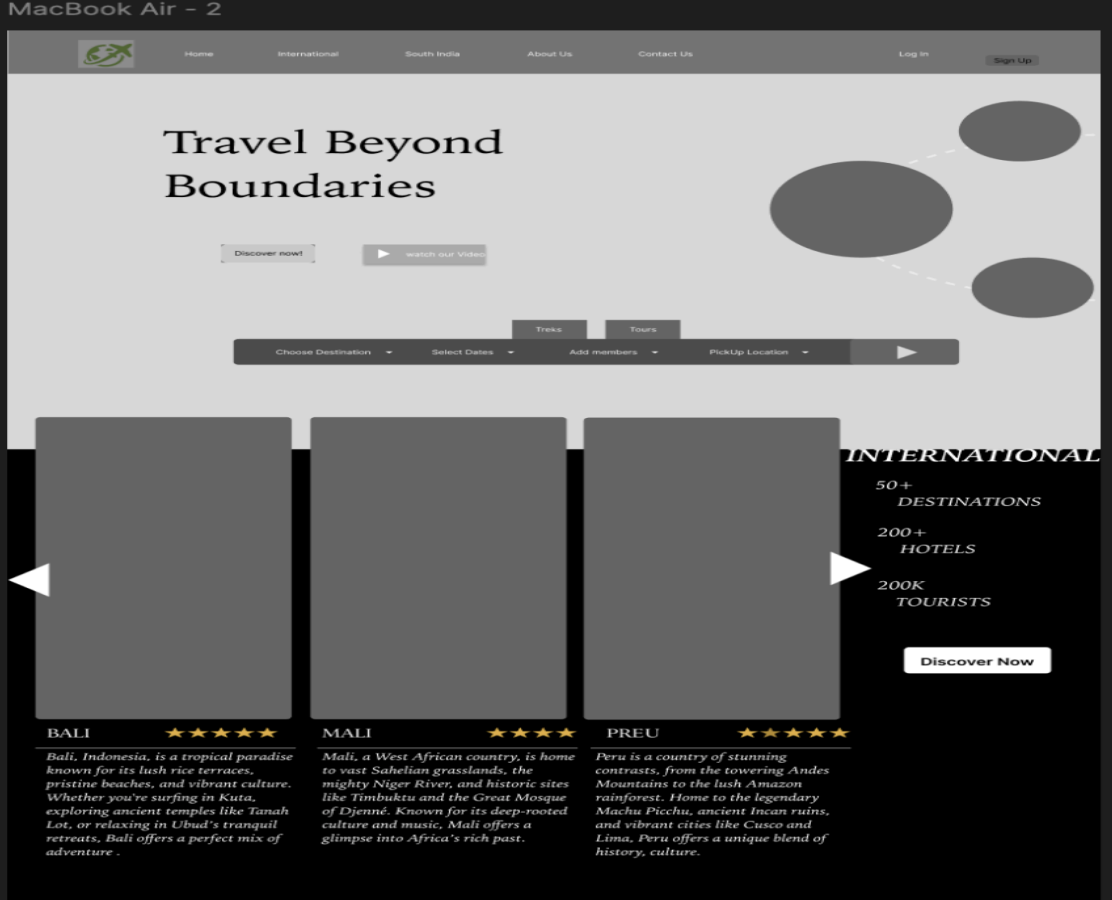 MacBook Air - 2
Home International South India About Us Contact Us Log In Sign Up
Travel Beyond
Boundaries
Discover now! watch our Video
Treks Tours
Choose Destination Select Dates Add members PickUp Location
INTERNATIONAL
50+
DESTINATIONS
200+
HOTELS
200K
TOURISTS
Discover Now
BALI
Bali, Indonesia, is a tropical paradise
known for its lush rice terraces,
pristine beaches, and vibrant culture.
Whether you're surfing in Kuta,
exploring ancient temples like Tanah
Lot, or relaxing in Ubud's tranquil
retreats, Bali offers a perfect mix of
adventure .
MALI
Mali, a West African country, is home
to vast Sahelian grasslands, the
mighty Niger River, and historic sites
like Timbuktu and the Great Mosque
of Djenné. Known for its deep-rooted
culture and music, Mali offers a
glimpse into Africa's rich past.
PREU
Peru is a country of stunning
contrasts, from the towering Andes
Mountains to the lush Amazon
rainforest. Home to the legendary
Machu Picchu, ancient Incan ruins,
and vibrant cities like Cusco and
Lima, Peru offers a unique blend of
history, culture.